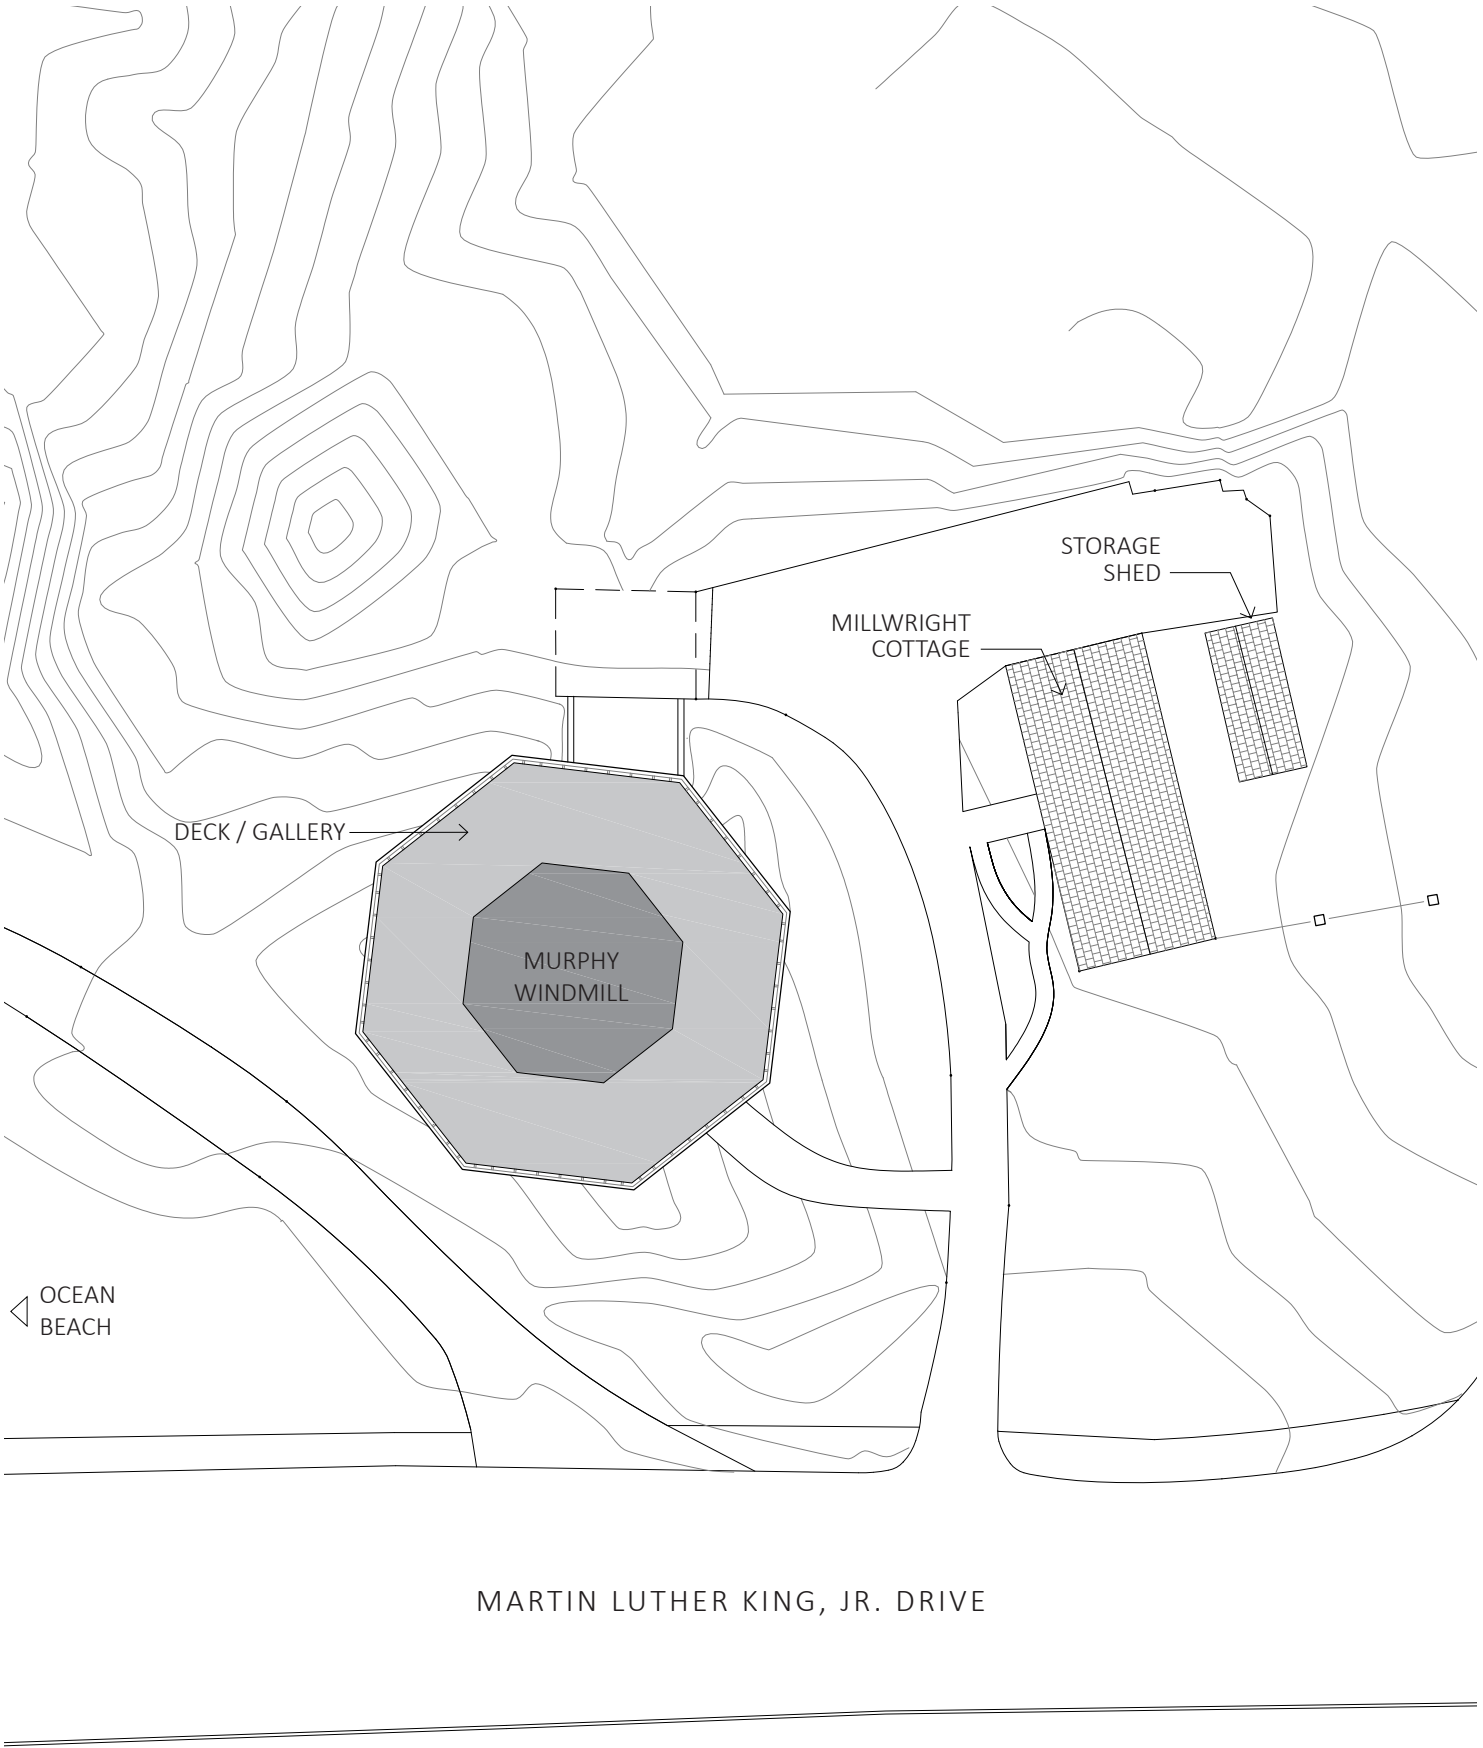 STORAGE
SHED
MILLWRIGHT
COTTAGE
DECK / GALLERY
MURPHY
WINDMILL
OCEAN
BEACH
MARTIN LUTHER KING, JR. DRIVE